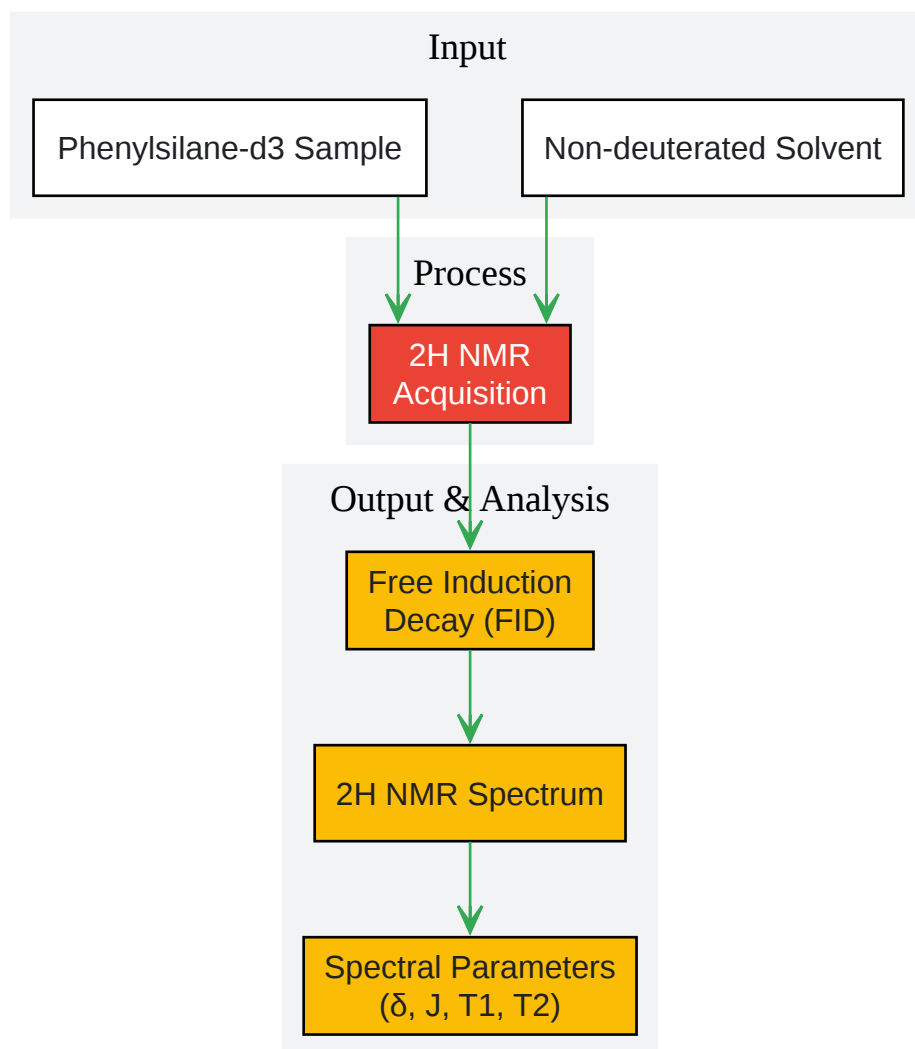 Input
Phenylsilane-d3 Sample
Non-deuterated Solvent
Process
2H NMR
Acquisition
Output & Analysis
Free Induction
Decay (FID)
2H NMR Spectrum
Spectral Parameters
(δ, J, T1, T2)